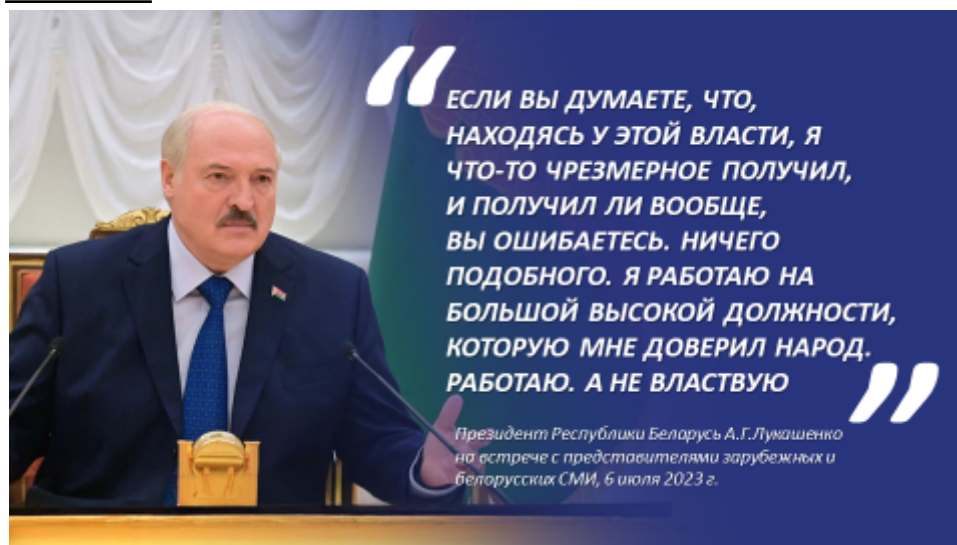 ЕСЛИ ВЫ ДУМАЕТЕ, ЧТО,
НАХОДЯСЬ У ЭТОЙ ВЛАСТИ, Я
ЧТО-ТО ЧРЕЗМЕРНОЕ ПОЛУЧИЛ,
И ПОЛУЧИЛ ЛИ ВООБЩЕ,
ВЫ ОШИБАЕТЕСЬ. НИЧЕГО
ПОДОБНОГО. Я РАБОТАЮ НА
БОЛЬШОЙ ВЫСОКОЙ ДОЛЖНОСТИ,
КОТОРУЮ МНЕ ДОВЕРИЛ НАРОД.
РАБОТАЮ. А НЕ ВЛАСТВУЮ
Президент Республики Беларусь А.Г.Лукашенко
на встрече с представителями зарубежных и
белорусских СМИ, 6 июля 2023 г.